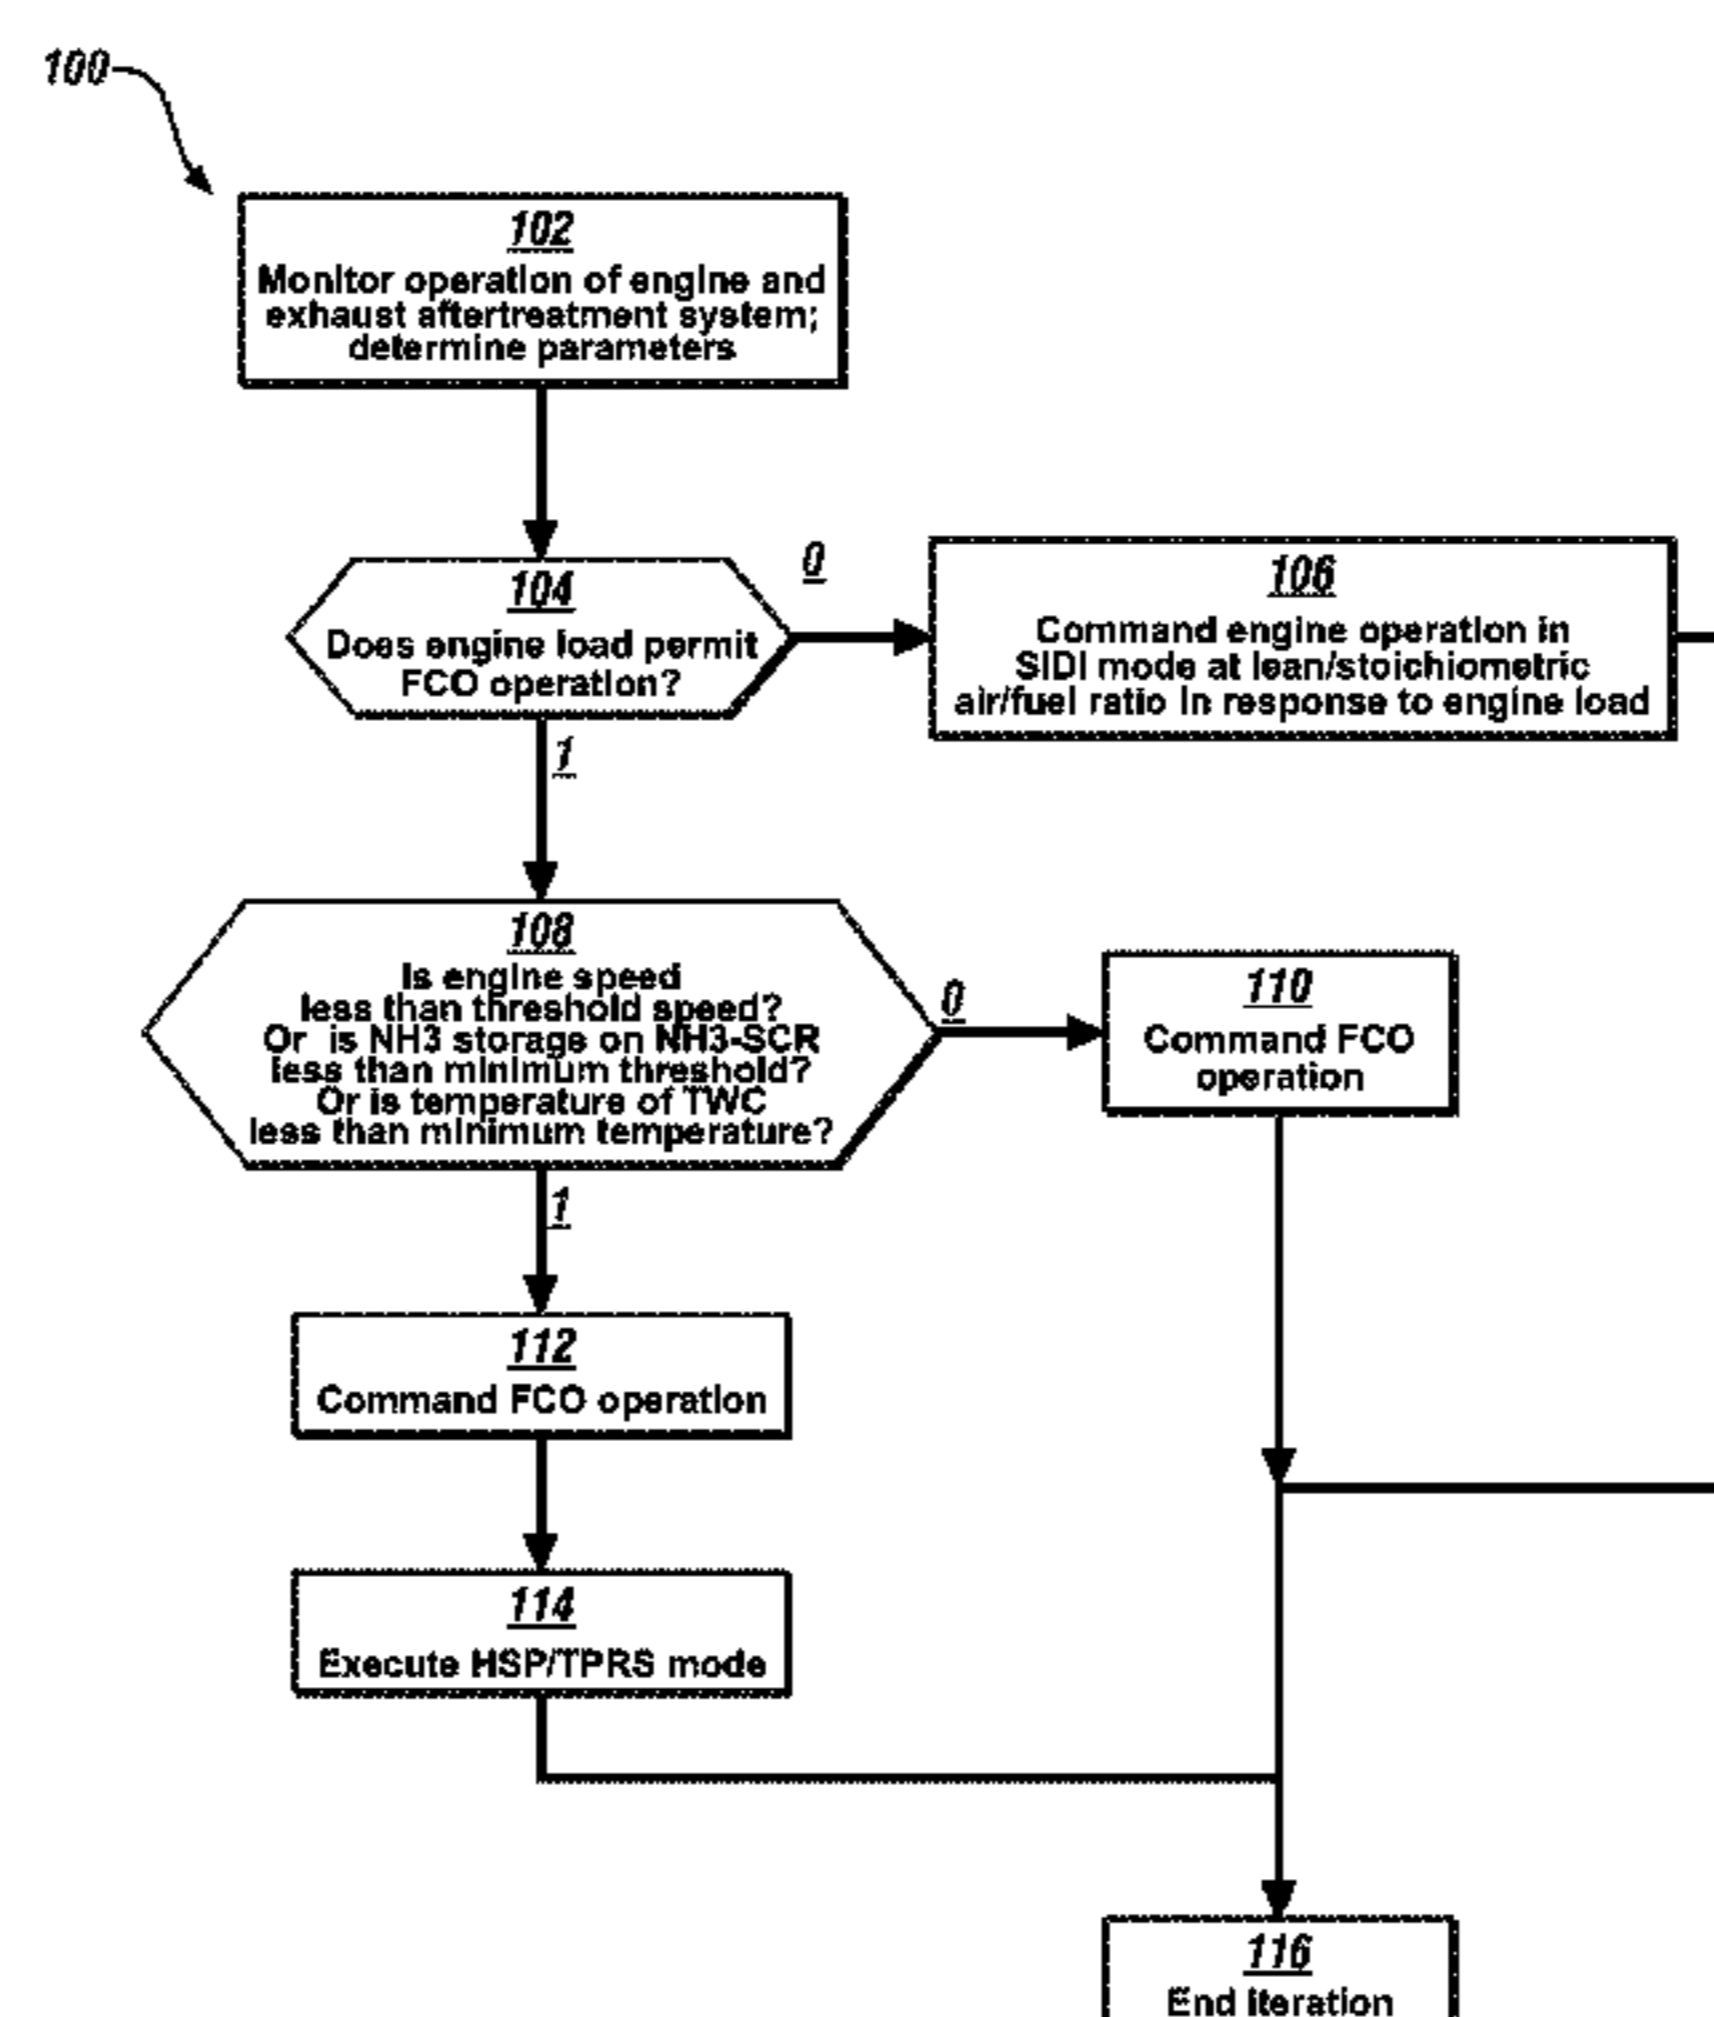 100
102
Monitor operation of engine and
exhaust aftertreatment system;
determine parameters
104
Does engine load permit
FCO operation?
0
1
106
Command engine operation in
SIDI mode at lean/stoichiometric
air/fuel ratio in response to engine load
108
Is engine speed
less than threshold speed?
Or is NH3 storage on NH3-SCR
less than minimum threshold?
Or is temperature of TWC
less than minimum temperature?
0
1
110
Command FCO
operation
112
Command FCO operation
114
Execute HSP/TPRS mode
116
End iteration